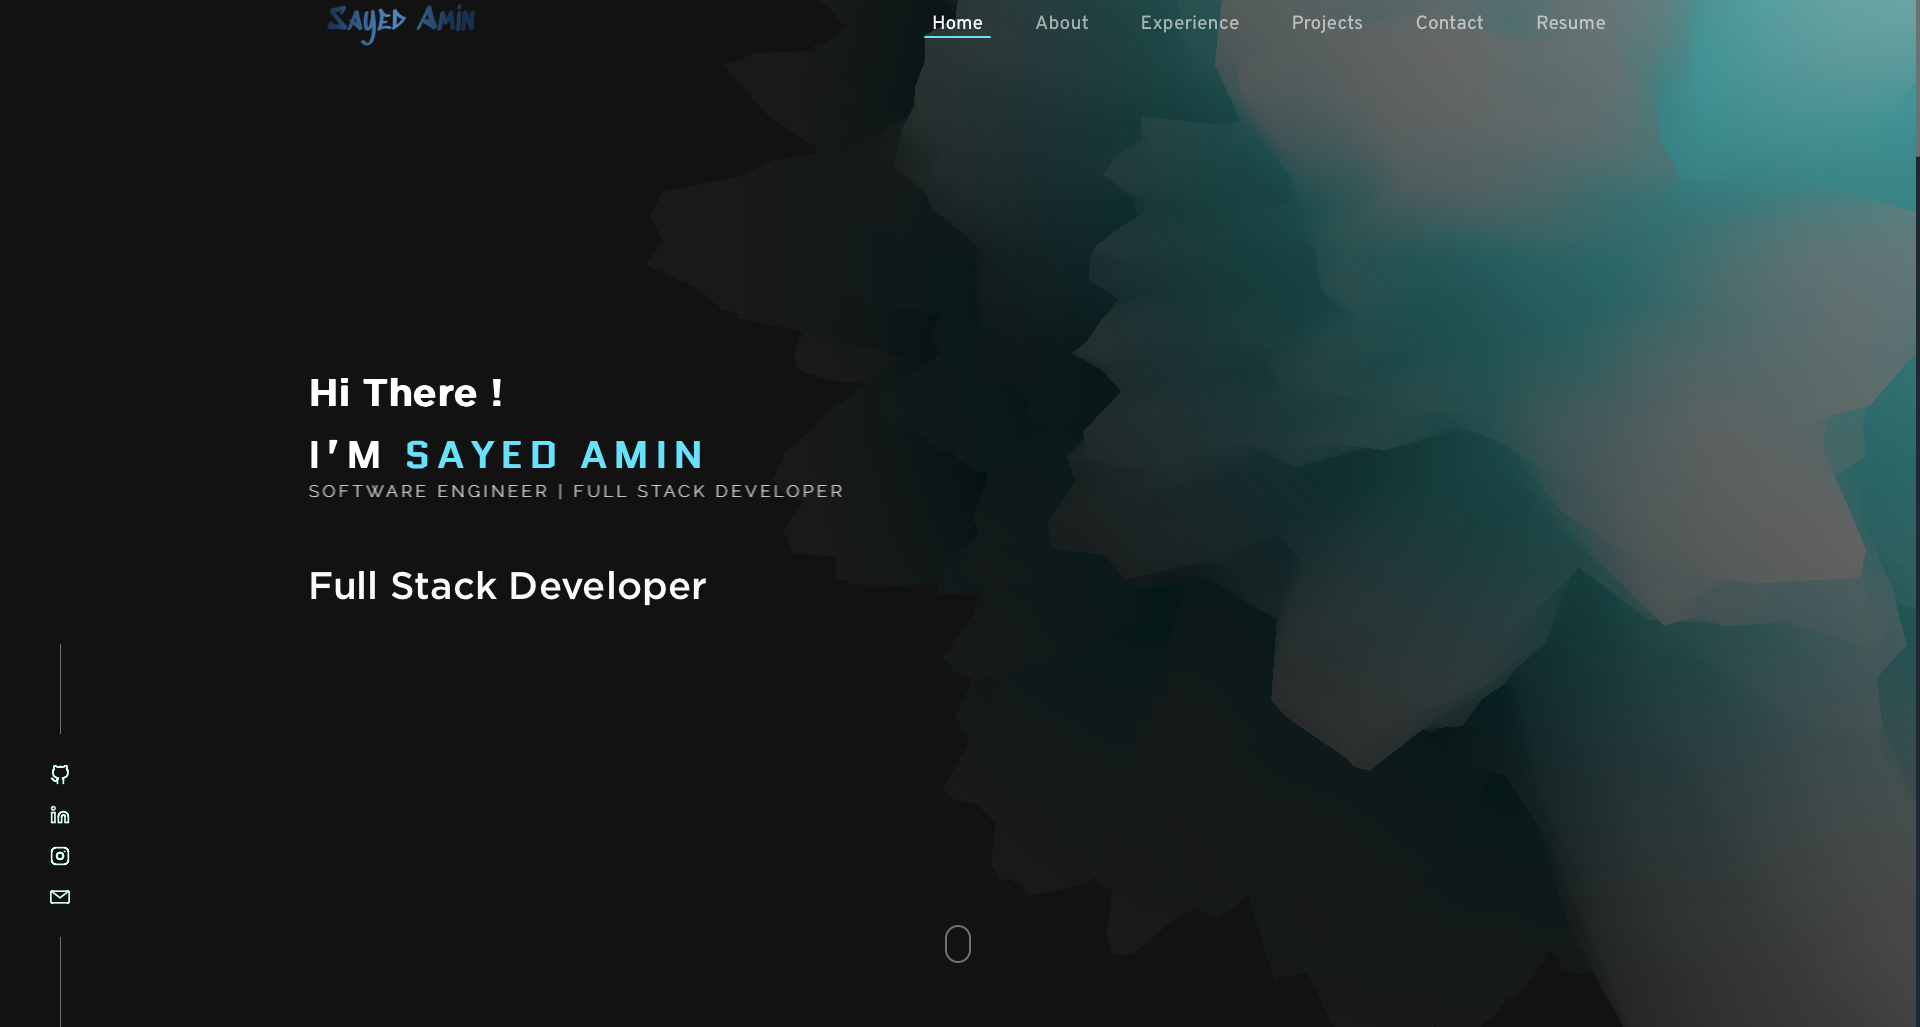 Sayed Amin
Home About Experience Projects Contact Resume
Hi There !
I'M SAYED AMIN
SOFTWARE ENGINEER | FULL STACK DEVELOPER
Full Stack Developer